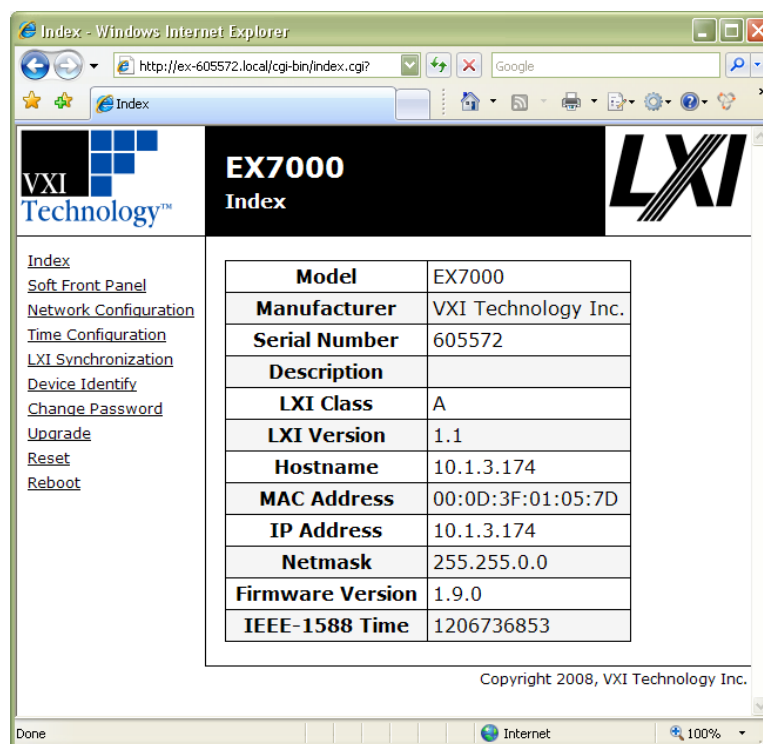 Index - Windows Internet Explorer
http://ex-605572.local/cgi-bin/index.cgi?
Google
Index
VXI
Technology™
EX7000
Index
LXI
Index
Soft Front Panel
Network Configuration
Time Configuration
LXI Synchronization
Device Identify
Change Password
Upgrade
Reset
Reboot
Model EX7000
Manufacturer VXI Technology Inc.
Serial Number 605572
Description
LXI Class A
LXI Version 1.1
Hostname 10.1.3.174
MAC Address 00:0D:3F:01:05:7D
IP Address 10.1.3.174
Netmask 255.255.0.0
Firmware Version 1.9.0
IEEE-1588 Time 1206736853
Copyright 2008, VXI Technology Inc.
Done Internet 100%